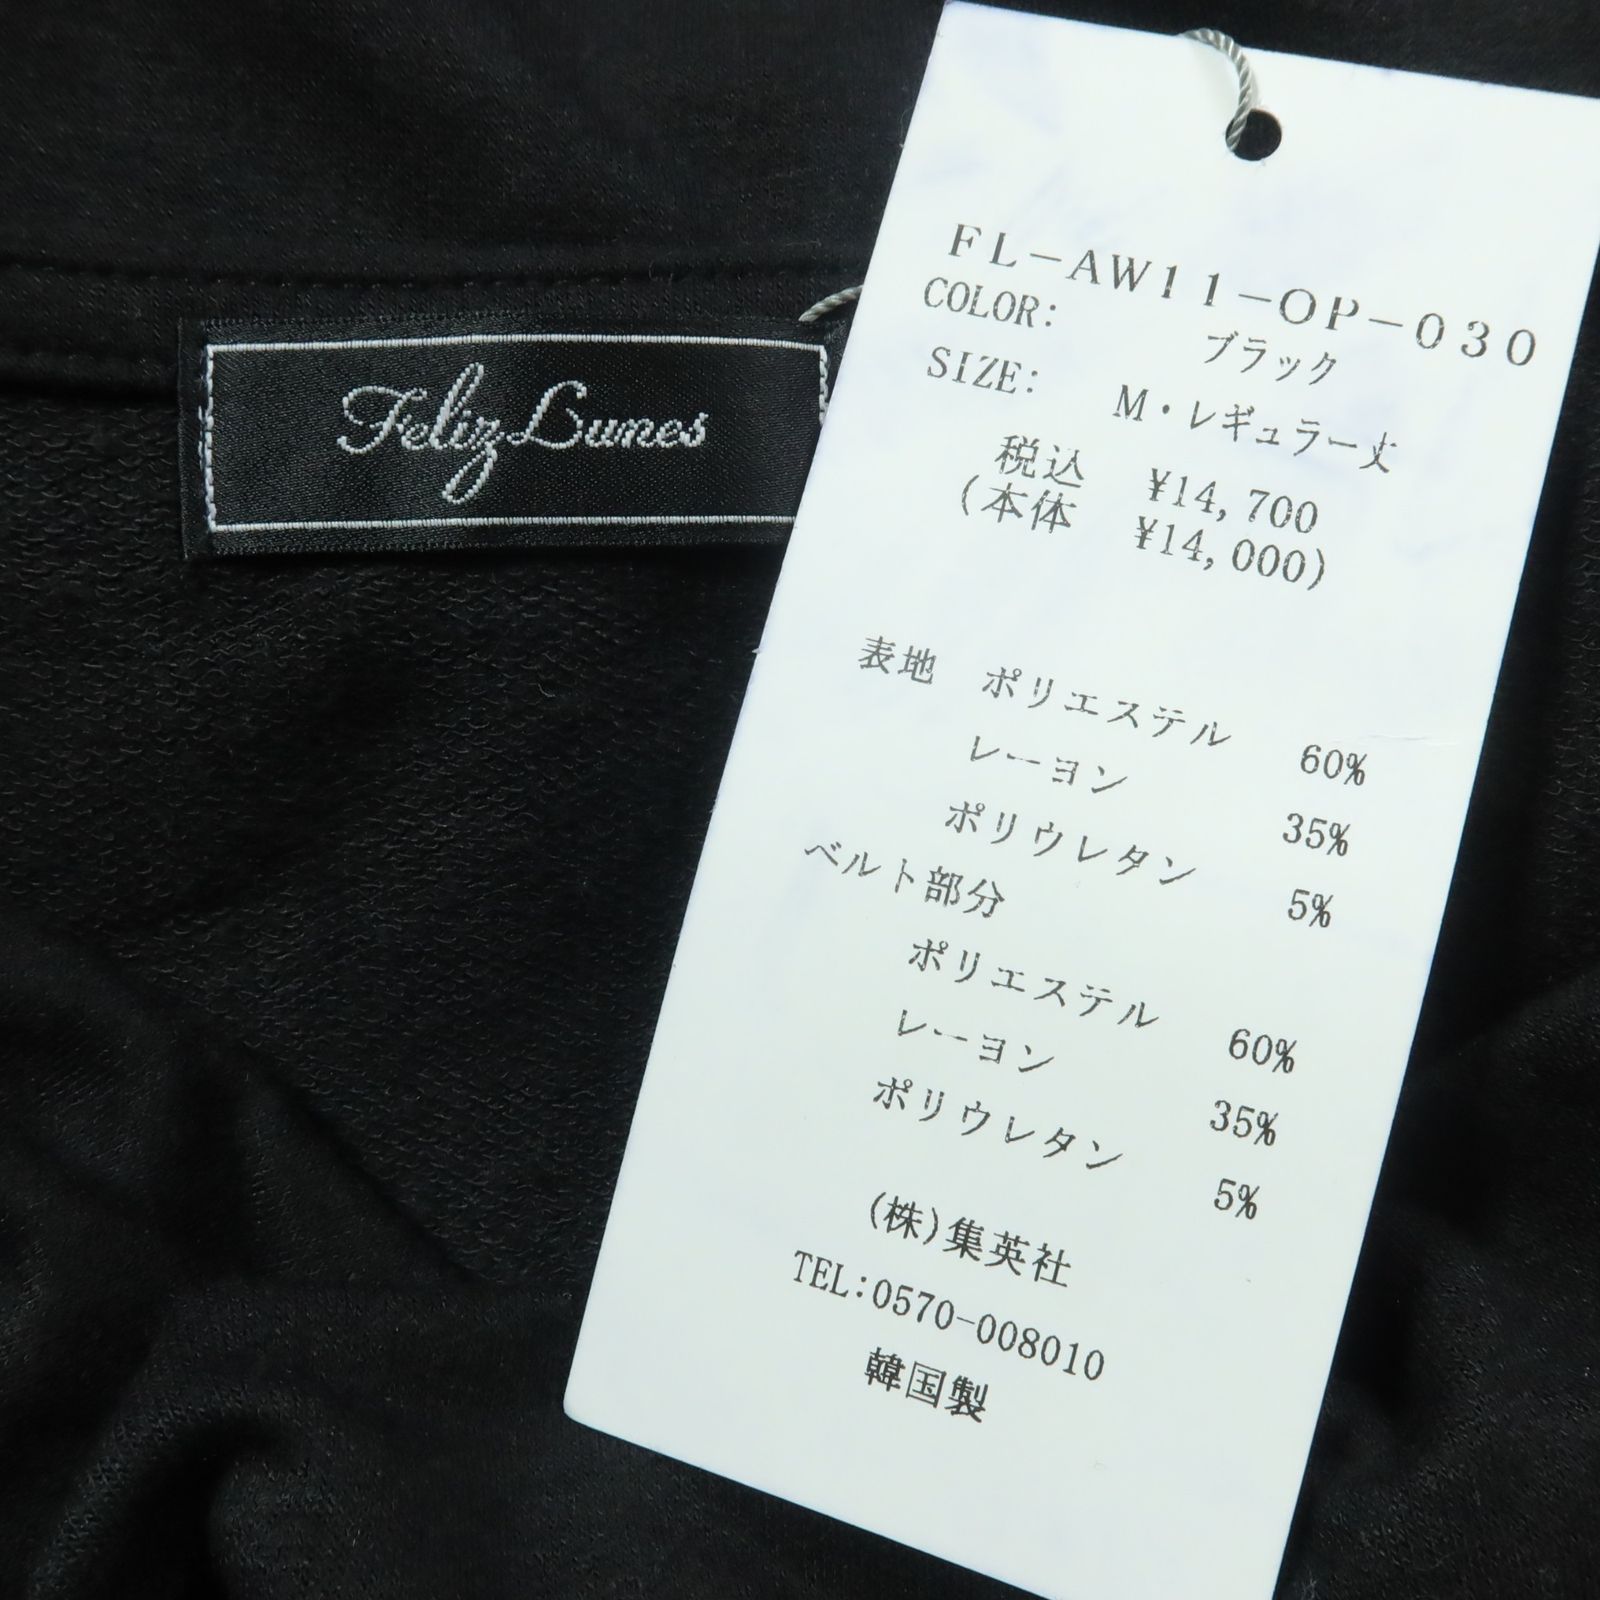 Feliz Lunes
FL-AW11-OP-030
COLOR: ブラック
SIZE: M・レギュラー丈
税込 ¥14,700
(本体 ¥14,000)
表地 ポリエステル 60%
レーヨン 35%
ポリウレタン 5%
ベルト部分
ポリエステル 60%
レーヨン 35%
ポリウレタン 5%
(株)集英社
TEL:0570-008010
韓国製